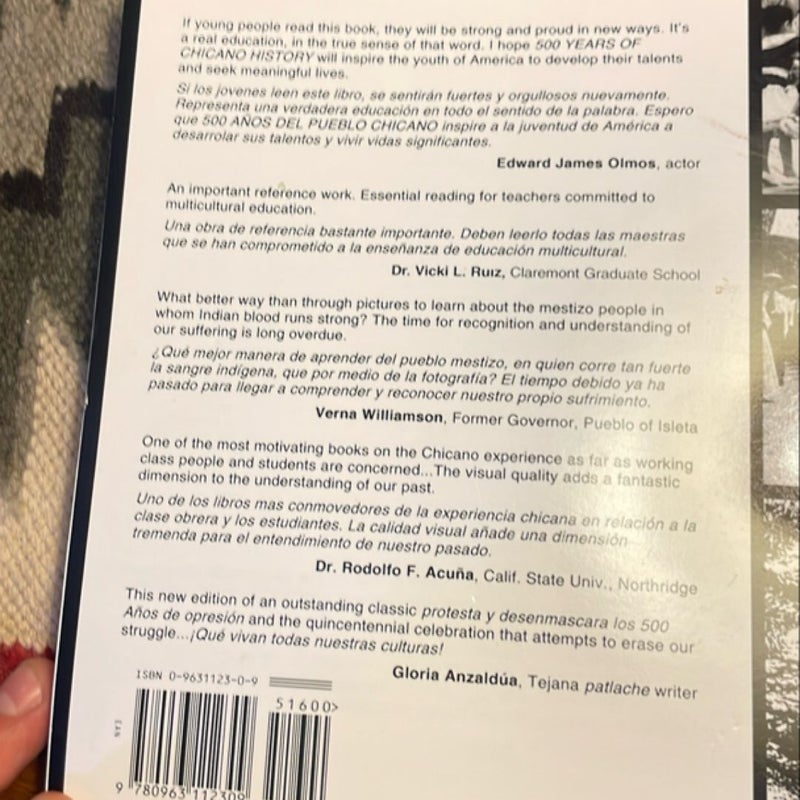 If young people read this book, they will be strong and proud in new ways. It's
a real education, in the true sense of that word. I hope 500 YEARS OF
CHICANO HISTORY will inspire the youth of America to develop their talents
and seek meaningful lives.
Si los jovenes leen este libro, se sentirán fuertes y orgullosos nuevamente.
Representa una verdadera educación en todo el sentido de la palabra. Espero
que 500 AÑOS DEL PUEBLO CHICANO inspire a la juventud de América a
desarrolar sus talentos y vivir vidas significantes.
Edward James Olmos, actor
An important reference work. Essential reading for teachers committed to
multicultural education.
Una obra de referencia bastante importante. Deben leerlo todas las maestras
que se han comprometido a la enseñanza de educación multicultural.
Dr. Vicki L. Ruiz, Claremont Graduate School
What better way than through pictures to learn about the mestizo people in
whom Indian blood runs strong? The time for recognition and understanding of
our suffering is long overdue.
¿Qué mejor manera de aprender del pueblo mestizo, en quien corre tan fuerte
la sangre indígena, que por medio de la fotografía? El tiempo debido ya ha
pasado para llegar a comprender y reconocer nuestro propio sufrimiento.
Verna Williamson, Former Governor, Pueblo of Isleta
One of the most motivating books on the Chicano experience as far as working
class people and students are concerned...The visual quality adds a fantastic
dimension to the understanding of our past.
Uno de los libros mas conmovedores de la experiencia chicana en relación a la
clase obrera y los estudiantes. La calidad visual añade una dimensión
tremenda para el entendimiento de nuestro pasado.
Dr. Rodolfo F. Acuña, Calif. State Univ., Northridge
This new edition of an outstanding classic protesta y desenmascara los 500
Años de opresión and the quincentennial celebration that attempts to erase our
struggle...¡Qué vivan todas nuestras culturas!
Gloria Anzaldúa, Tejana patlache writer
ISBN 0-9631123-0-9
51600>
9 780963 112309